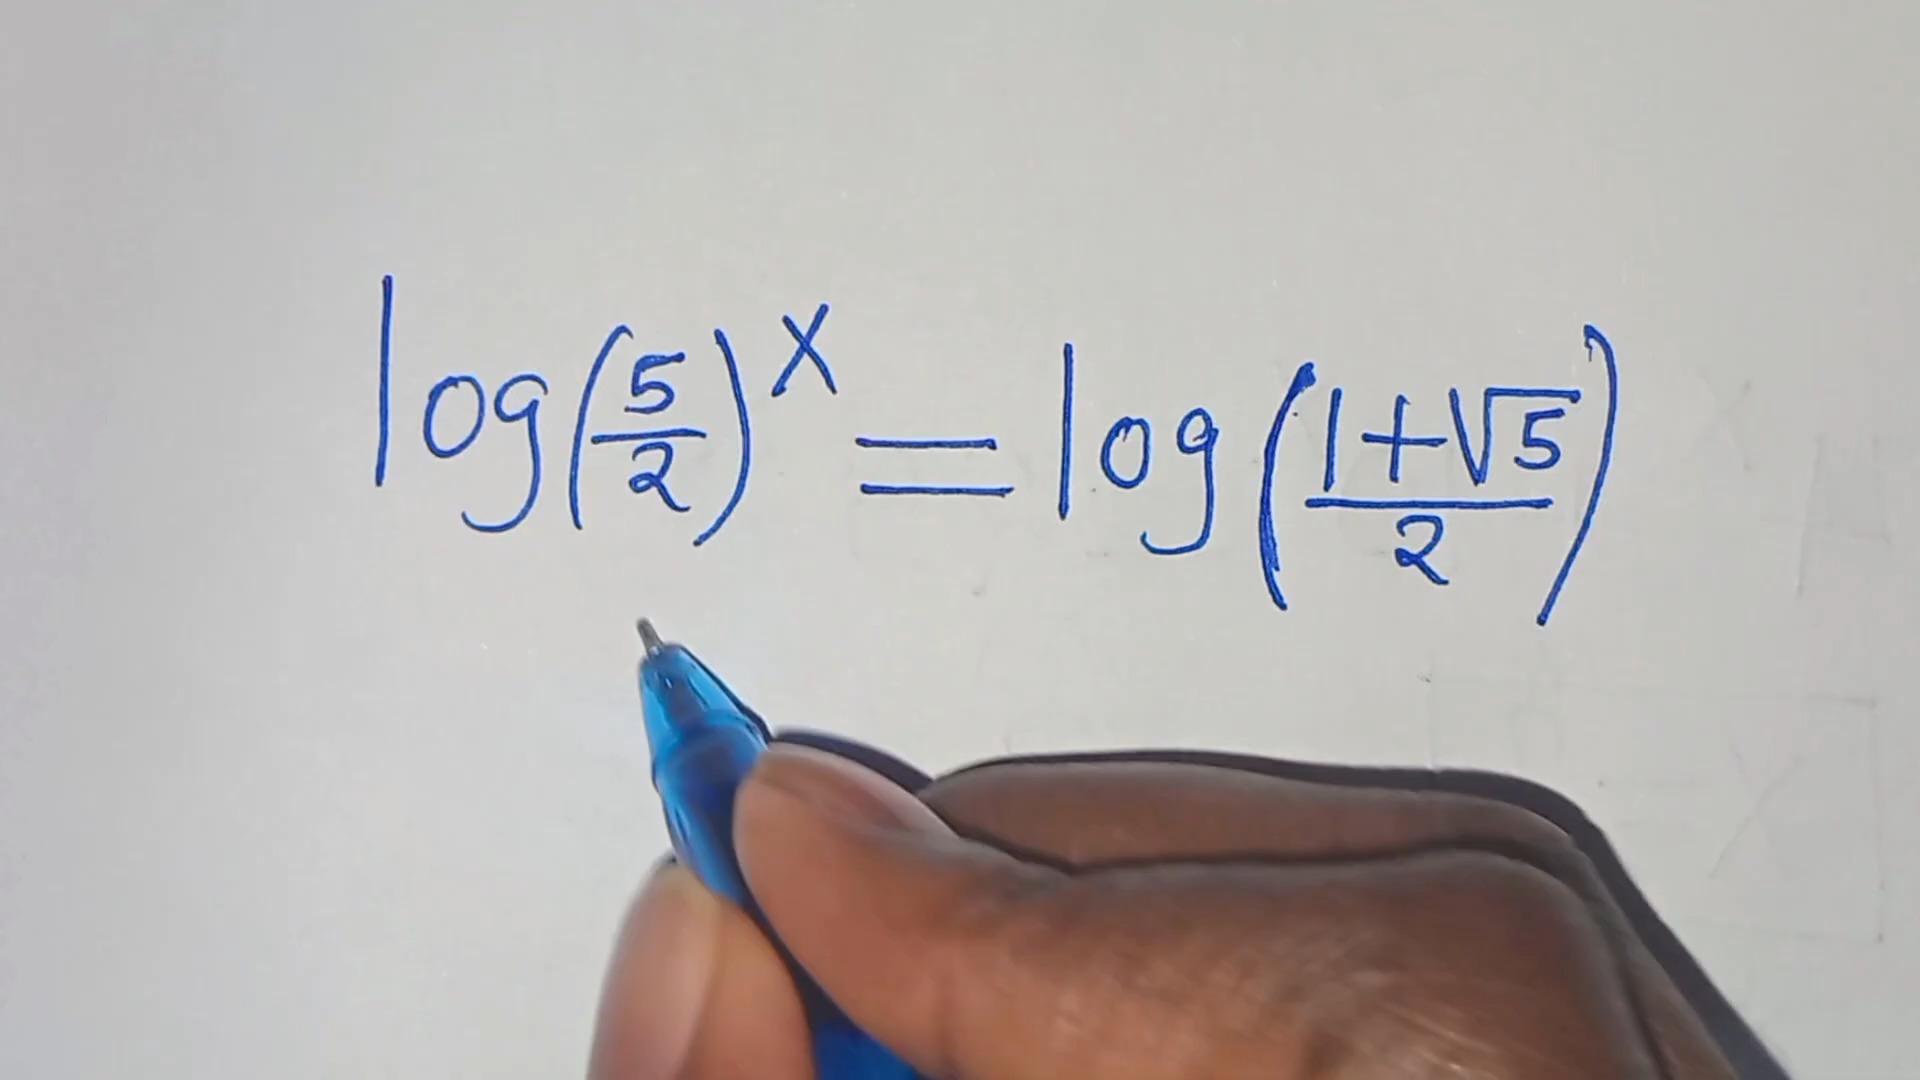 log(5/2)^x = log((1+√5)/2)